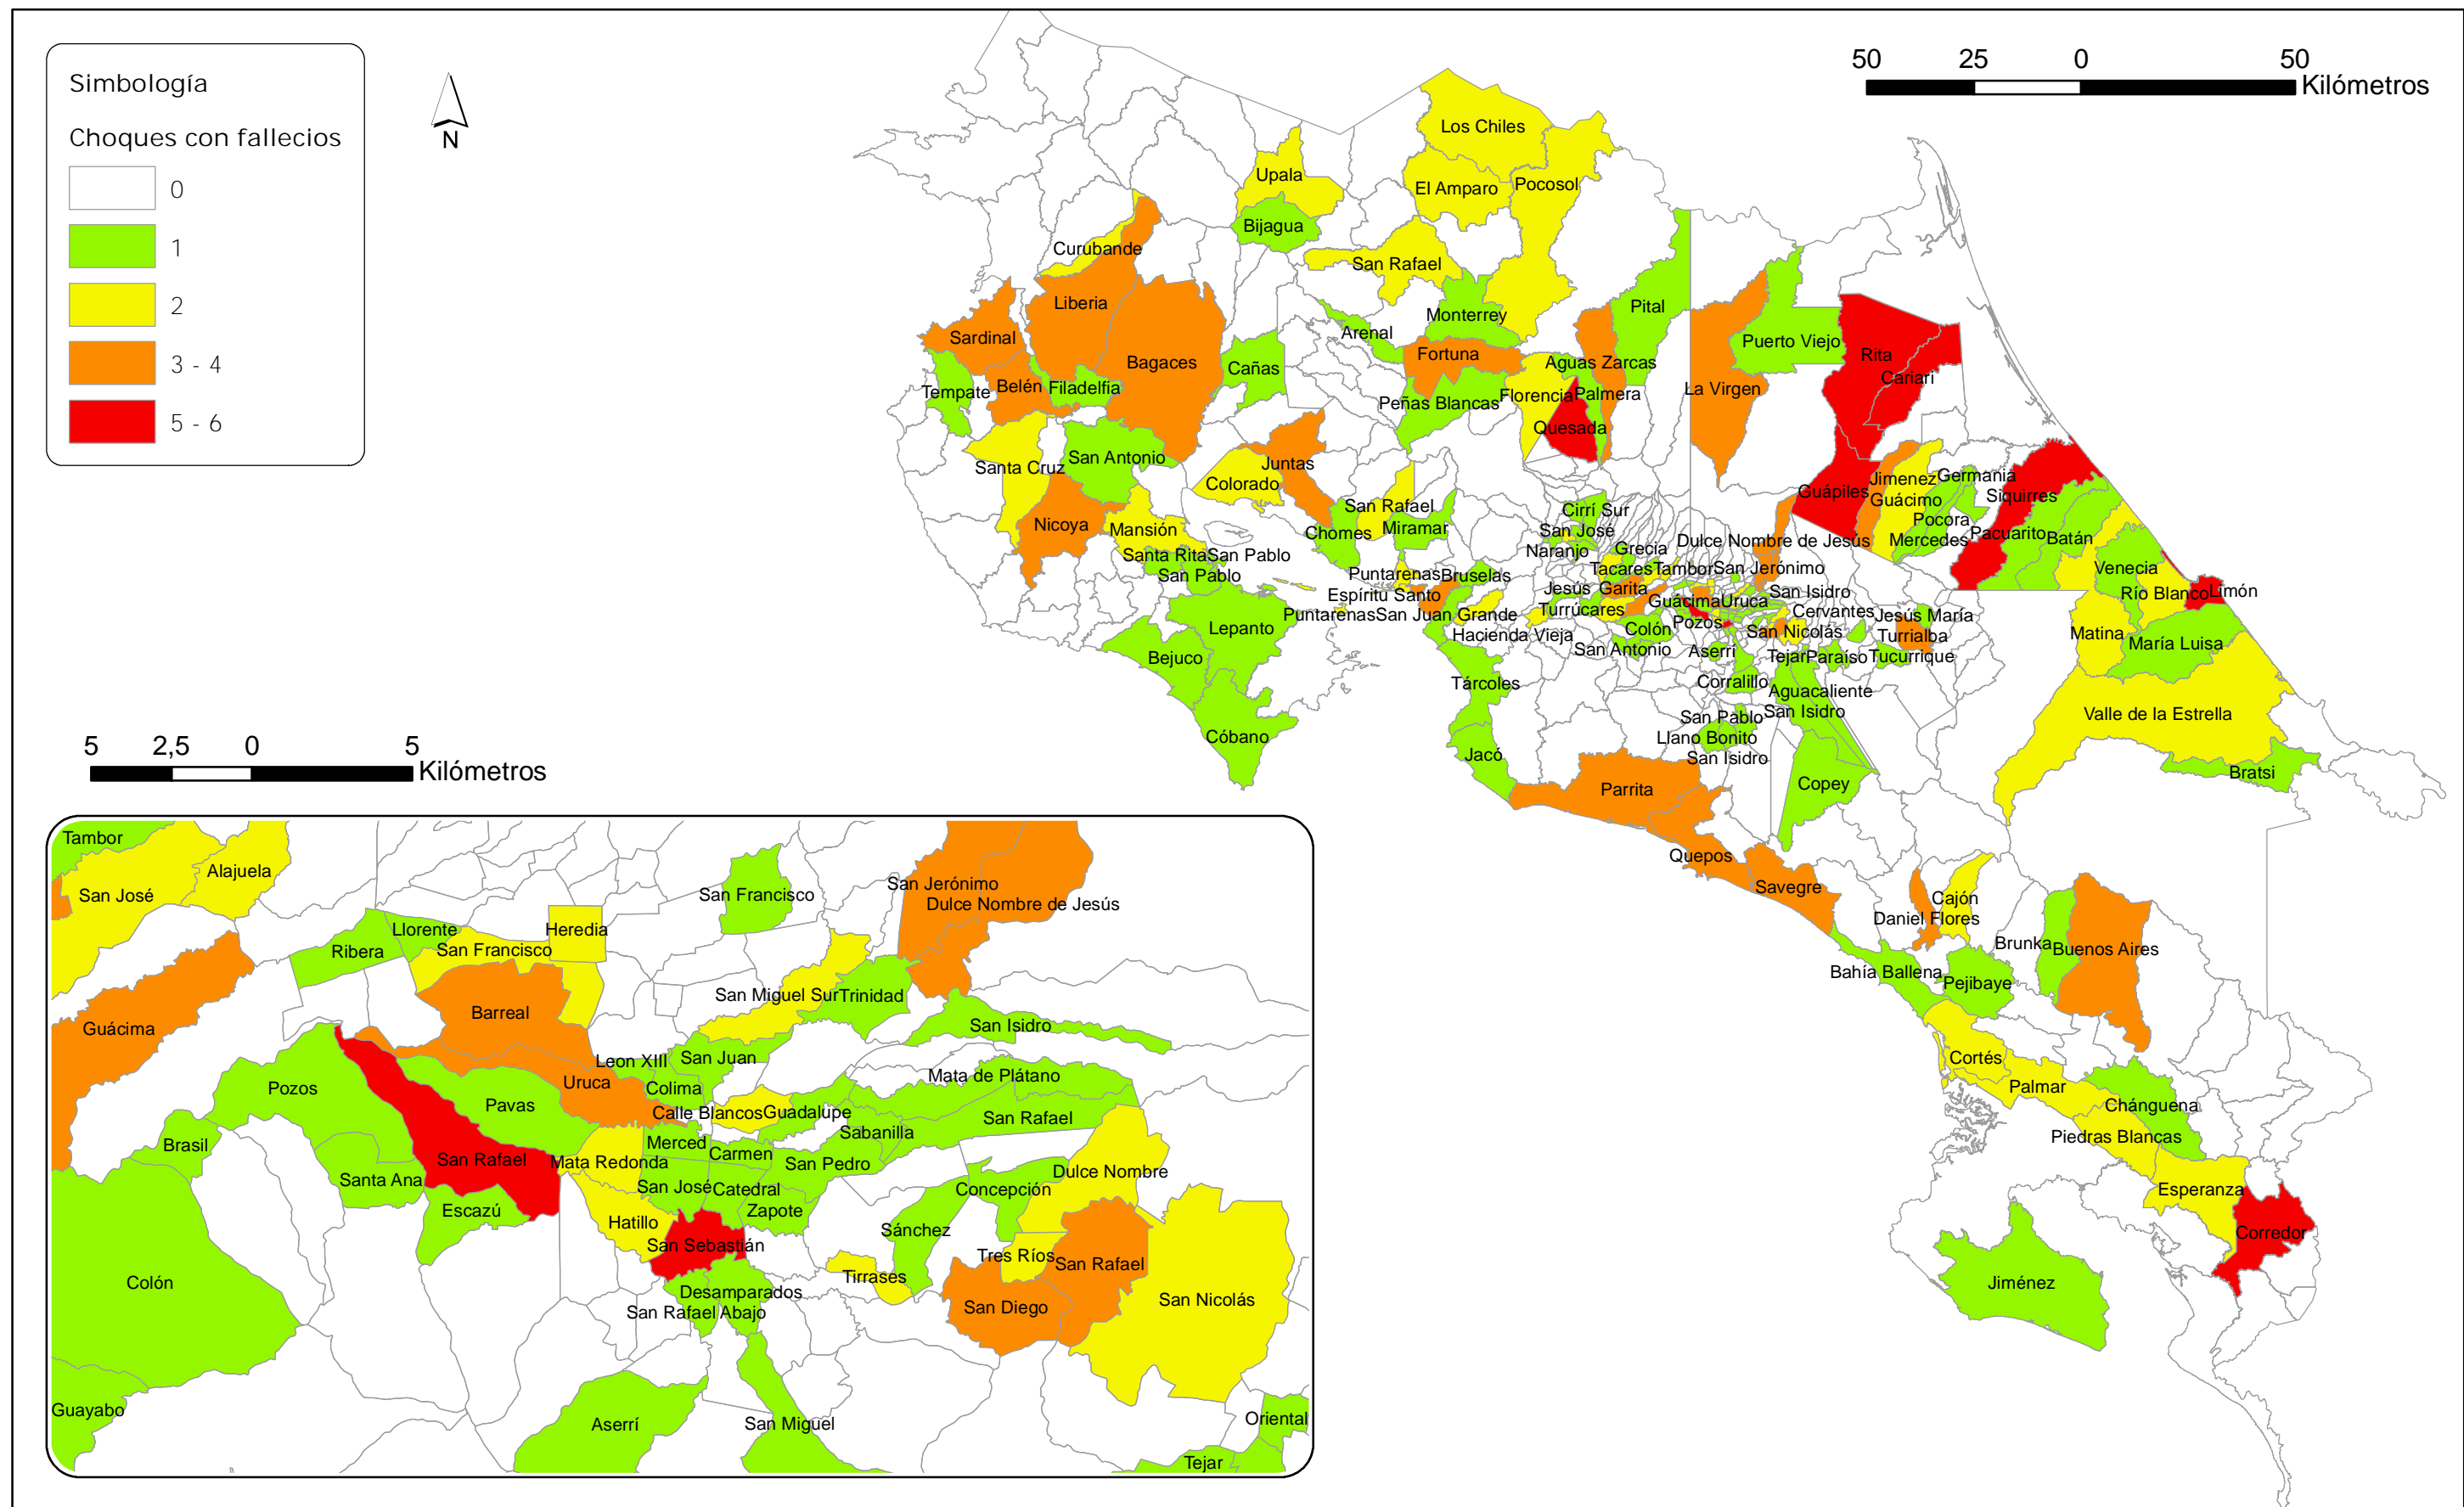 Simbología
Choques con fallecios
0
1
2
3 - 4
5 - 6
N
50 25 0 50
Kilómetros
Los Chiles
Upala
El Amparo
Pocosol
Bijagua
Curubande
San Rafael
Liberia
Pital
Monterrey
Arenal
Sardinal
Puerto Viejo
Rita
Fortuna
Aguas Zarcas
Bagaces
Cañas
Cariari
Tempate
Belén
Filadelfia
La Virgen
Peñas Blancas
Florencia
Palmera
Quesada
San Antonio
Santa Cruz
Juntas
Colorado
Jimenez
Germania
Guápiles
Guácimo
Siquirres
San Rafael
Cirrí Sur
Pocora
Nicoya
Mansión
Chomes
Miramar
San José
Mercedes
Pacuarito
Batán
Naranjo
Grecia
Dulce Nombre de Jesús
Santa Rita
San Pablo
San Pablo
Puntarenas
Bruselas
Tacares
Tambor
San Jerónimo
Venecia
Espíritu Santo
Jesús
Garita
San Isidro
Río Blanco
Limón
Puntarenas
San Juan Grande
Turrúcares
Guácima
Uruca
Cervantes
Jesús María
Lepanto
Hacienda Vieja
Colón
Pozos
San Nicolás
Turrialba
Matina
María Luisa
Bejuco
San Antonio
Aserrí
Tejar
Paraíso
Tucurrique
Tárcoles
Corralillo
Aguacaliente
San Pablo
San Isidro
Valle de la Estrella
Cóbano
Llano Bonito
Jacó
San Isidro
Bratsi
Parrita
Copey
Quepos
Savegre
Cajón
Daniel Flores
Brunka
Buenos Aires
Bahía Ballena
Pejibaye
Cortés
Palmar
Chánguena
Piedras Blancas
Esperanza
Corredor
Jiménez
5 2,5 0 5
Kilómetros
Tambor
San José
Alajuela
San Francisco
San Jerónimo
Dulce Nombre de Jesús
Llorente
Heredia
Ribera
San Francisco
San Miguel Sur
Trinidad
Barreal
Guácima
San Isidro
Leon XIII
San Juan
Uruca
Colima
Mata de Plátano
Pozos
Pavas
Calle Blancos
Guadalupe
San Rafael
Sabanilla
Brasil
Merced
Carmen
San Rafael
Mata Redonda
San Pedro
Dulce Nombre
Santa Ana
San José
Catedral
Concepción
Escazú
Zapote
Hatillo
Sánchez
San Sebastián
Tres Ríos
San Rafael
Tirrases
Colón
Desamparados
San Rafael Abajo
San Diego
San Nicolás
Guayabo
Aserrí
San Miguel
Oriental
Tejar